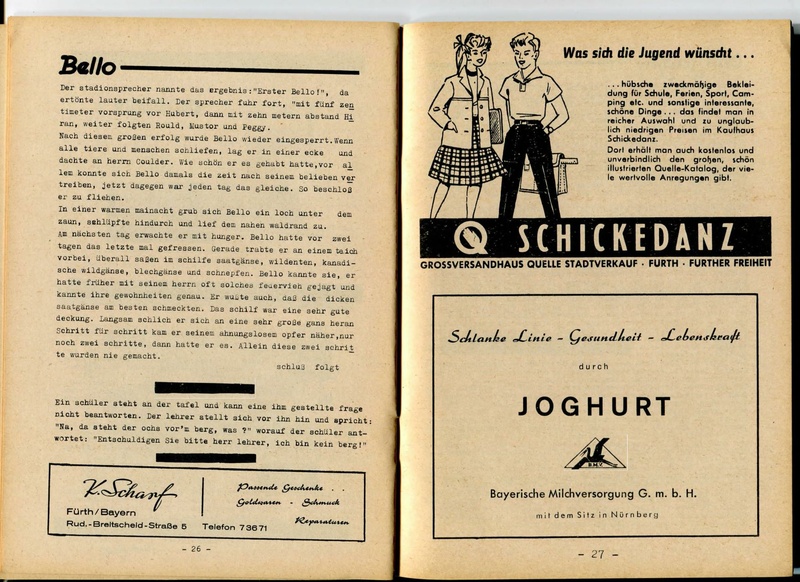 Bello
Der stadionsprecher nannte das ergebnis:"Erster Bello!", da
ertönte lauter beifall. Der sprecher fuhr fort, "mit fünf zen
timeter vorsprung vor Hubert, dann mit zehn metern abstand Hi
ran, weiter folgten Rould, Mustor und Peggy.
Nach diesem großen erfolg wurde Bello wieder eingesperrt.Wenn
alle tiere und menschen schliefen, lag er in einer ecke und
dachte an herrn Coulder. Wie schön er es gehabt hatte,vor al
lem konnte sich Bello damals die zeit nach seinem belieben ver
treiben, jetzt dagegen war jeden tag das gleiche. So beschloß
er zu fliehen.
In einer warmen mainacht grub sich Bello ein loch unter dem
zaun, schlüpfte hindurch und lief dem nahen waldrand zu.
Am nächsten tag erwachte er mit hunger. Bello hatte vor zwei
tagen das letzte mal gefressen. Gerade trabte er an einem teich
vorbei, überall saßen im schilfe saatgänse, wildenten, kanadi-
sche wildgänse, blechgänse und schnepfen. Bello kannte sie, er
hatte früher mit seinem herrn oft solches feuervieh gejagt und
kannte ihre gewohnheiten genau. Er wußte auch, daß die dicken
saatgänse am besten schmeckten. Das schilf war eine sehr gute
deckung. Langsam schlich er sich an eine sehr große gans heran
Schritt für schritt kam er seinem ahnungslosem opfer näher,nur
noch zwei schritte, dann hatte er es. Allein diese zwei schrit
te wurden nie gemacht.
schluß folgt
Ein schüler steht an der tafel und kann eine ihm gestellte frage
nicht beantworten. Der lehrer stellt sich vor ihn hin und spricht:
"Na, da steht der ochs vor'm berg, was ?" worauf der schüler ant-
wortet: "Entschuldigen Sie bitte herr lehrer, ich bin kein berg!"
K. Scharf
Fürth/Bayern
Rud.-Breitscheid-Straße 5 Telefon 73671
Passende Geschenke . .
Goldwaren - Schmuck
Reparaturen
- 26 -
Was sich die Jugend wünscht ...
...hübsche zweckmäßige Beklei-
dung für Schule, Ferien, Sport, Cam-
ping etc. und sonstige interessante,
schöne Dinge... das findet man in
reicher Auswahl und zu unglaub-
lich niedrigen Preisen im Kaufhaus
Schickedanz.
Dort erhält man auch kostenlos und
unverbindlich den großen, schön
illustrierten Quelle-Katalog, der vie-
le wertvolle Anregungen gibt.
Q SCHICKEDANZ
GROSSVERSANDHAUS QUELLE STADTVERKAUF · FÜRTH · FÜRTHER FREIHEIT
Schlanke Linie - Gesundheit - Lebenskraft
durch
JOGHURT
BMV
Bayerische Milchversorgung G. m. b. H.
mit dem Sitz in Nürnberg
- 27 -